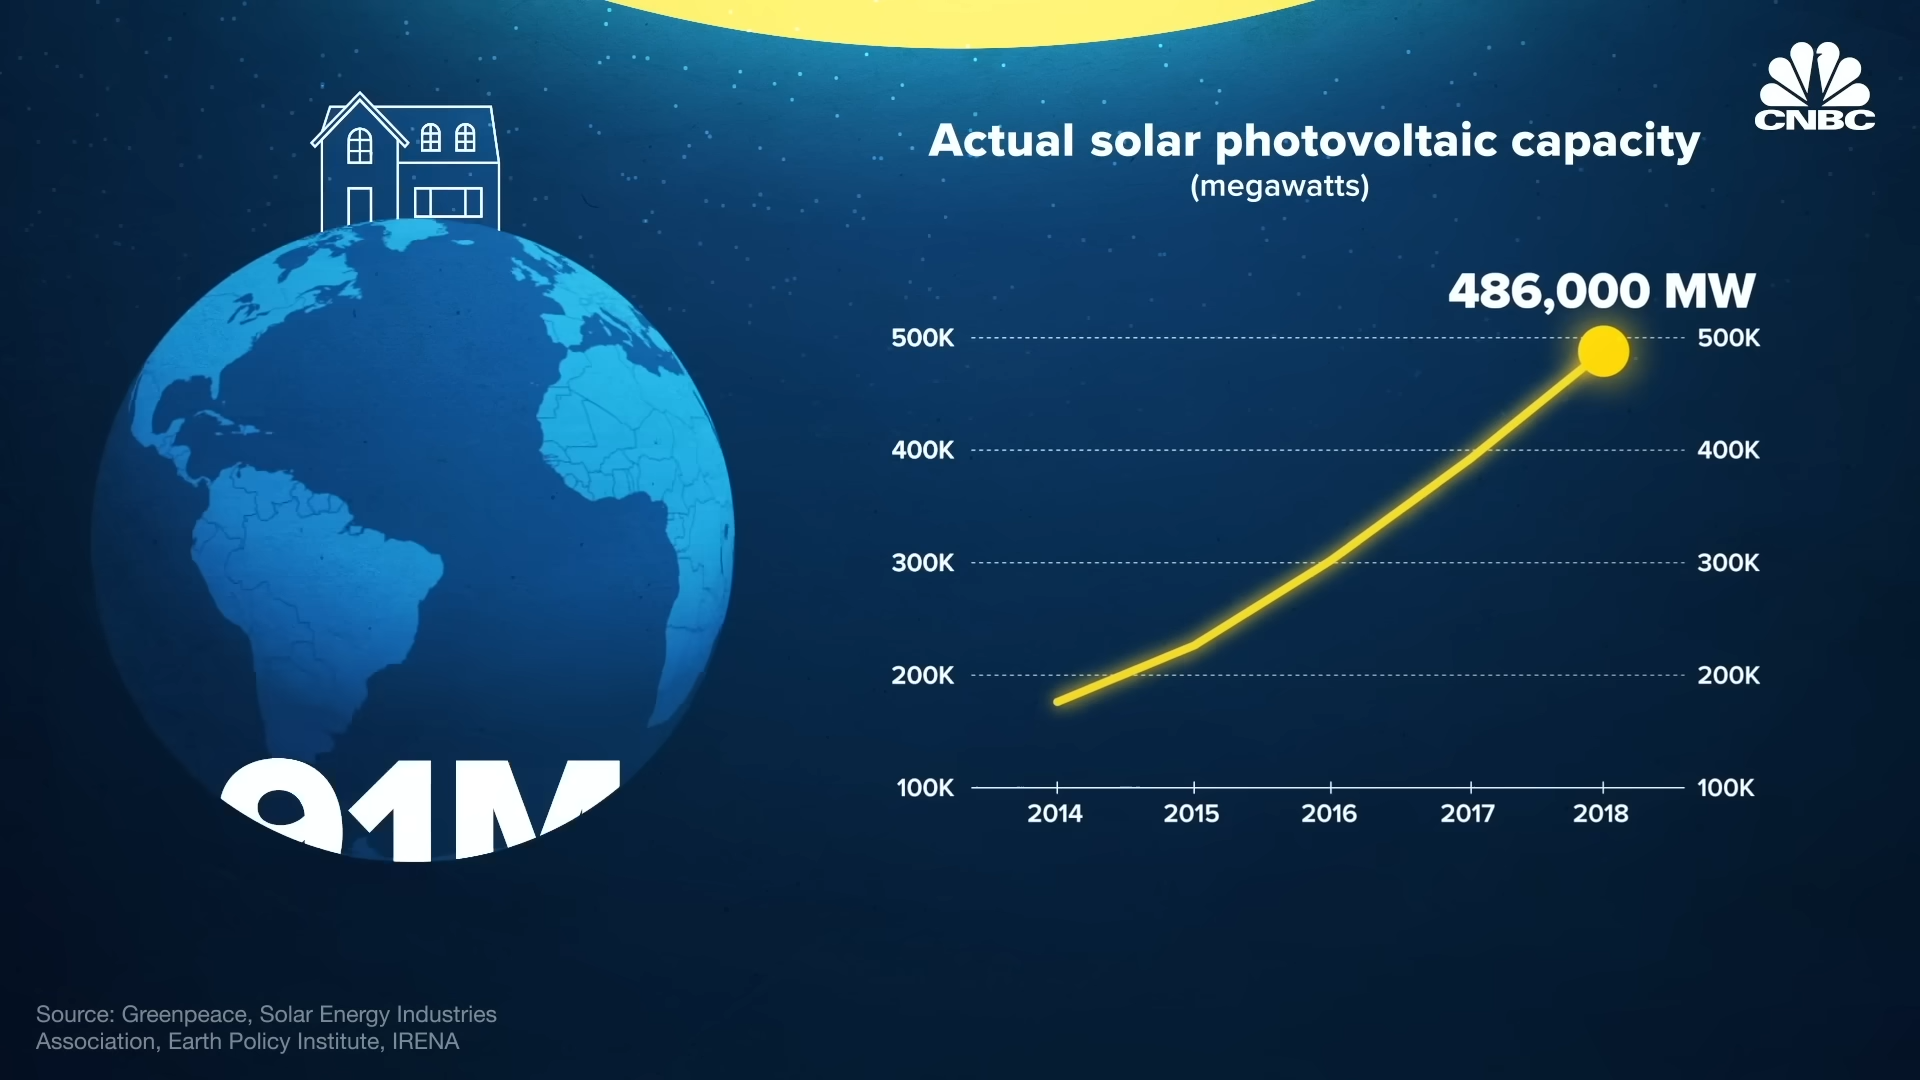 CNBC
Actual solar photovoltaic capacity
(megawatts)
486,000 MW
500K 500K
400K 400K
300K 300K
200K 200K
100K 100K
2014 2015 2016 2017 2018
91M
Source: Greenpeace, Solar Energy Industries
Association, Earth Policy Institute, IRENA